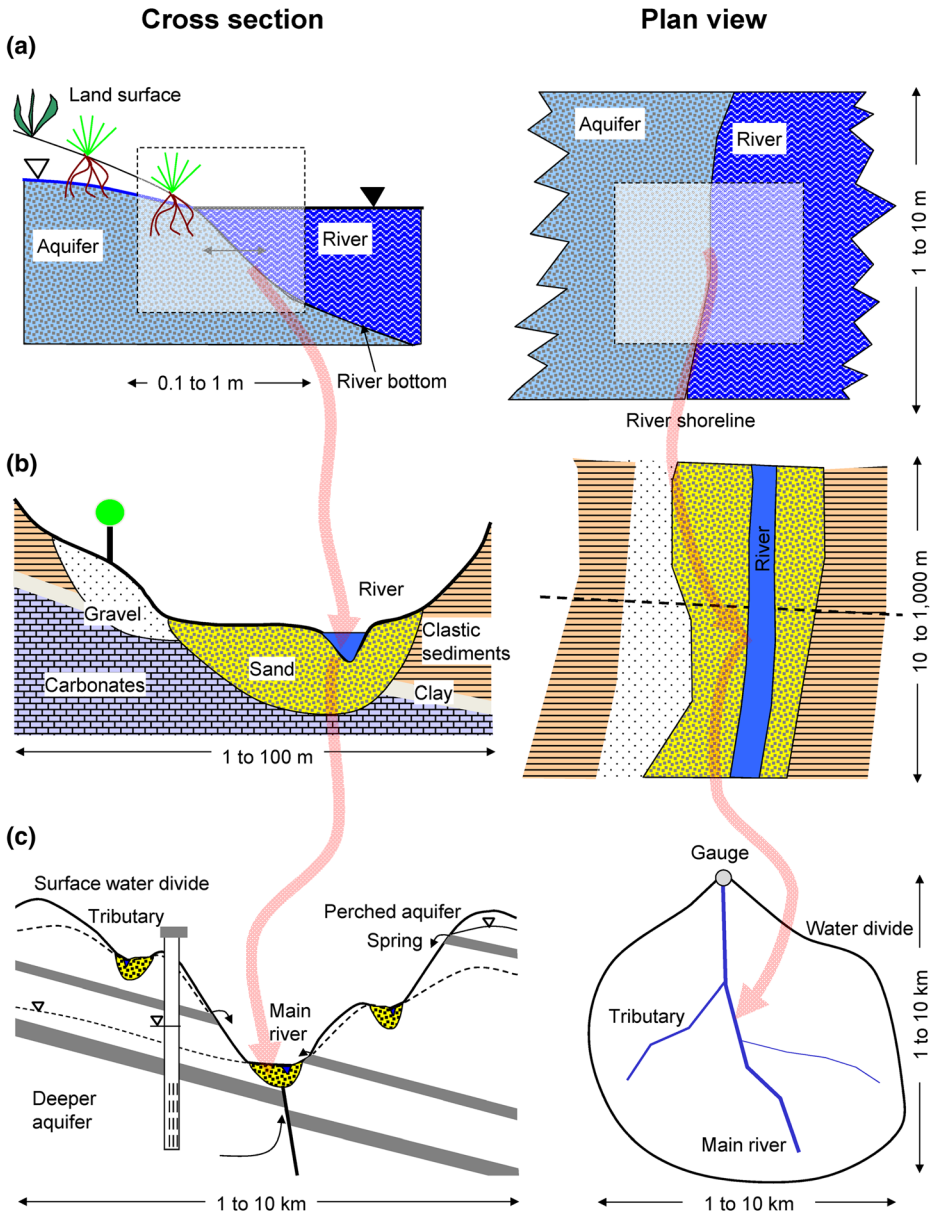 Cross section
Plan view
(a)
Land surface
Aquifer
River
0.1 to 1 m
River bottom
Aquifer
River
River shoreline
1 to 10 m
(b)
River
Gravel
Sand
Clastic
sediments
Carbonates
Clay
1 to 100 m
River
10 to 1,000 m
(c)
Surface water divide
Tributary
Perched aquifer
Spring
Main
river
Deeper
aquifer
1 to 10 km
Gauge
Water divide
Tributary
Main river
1 to 10 km
1 to 10 km